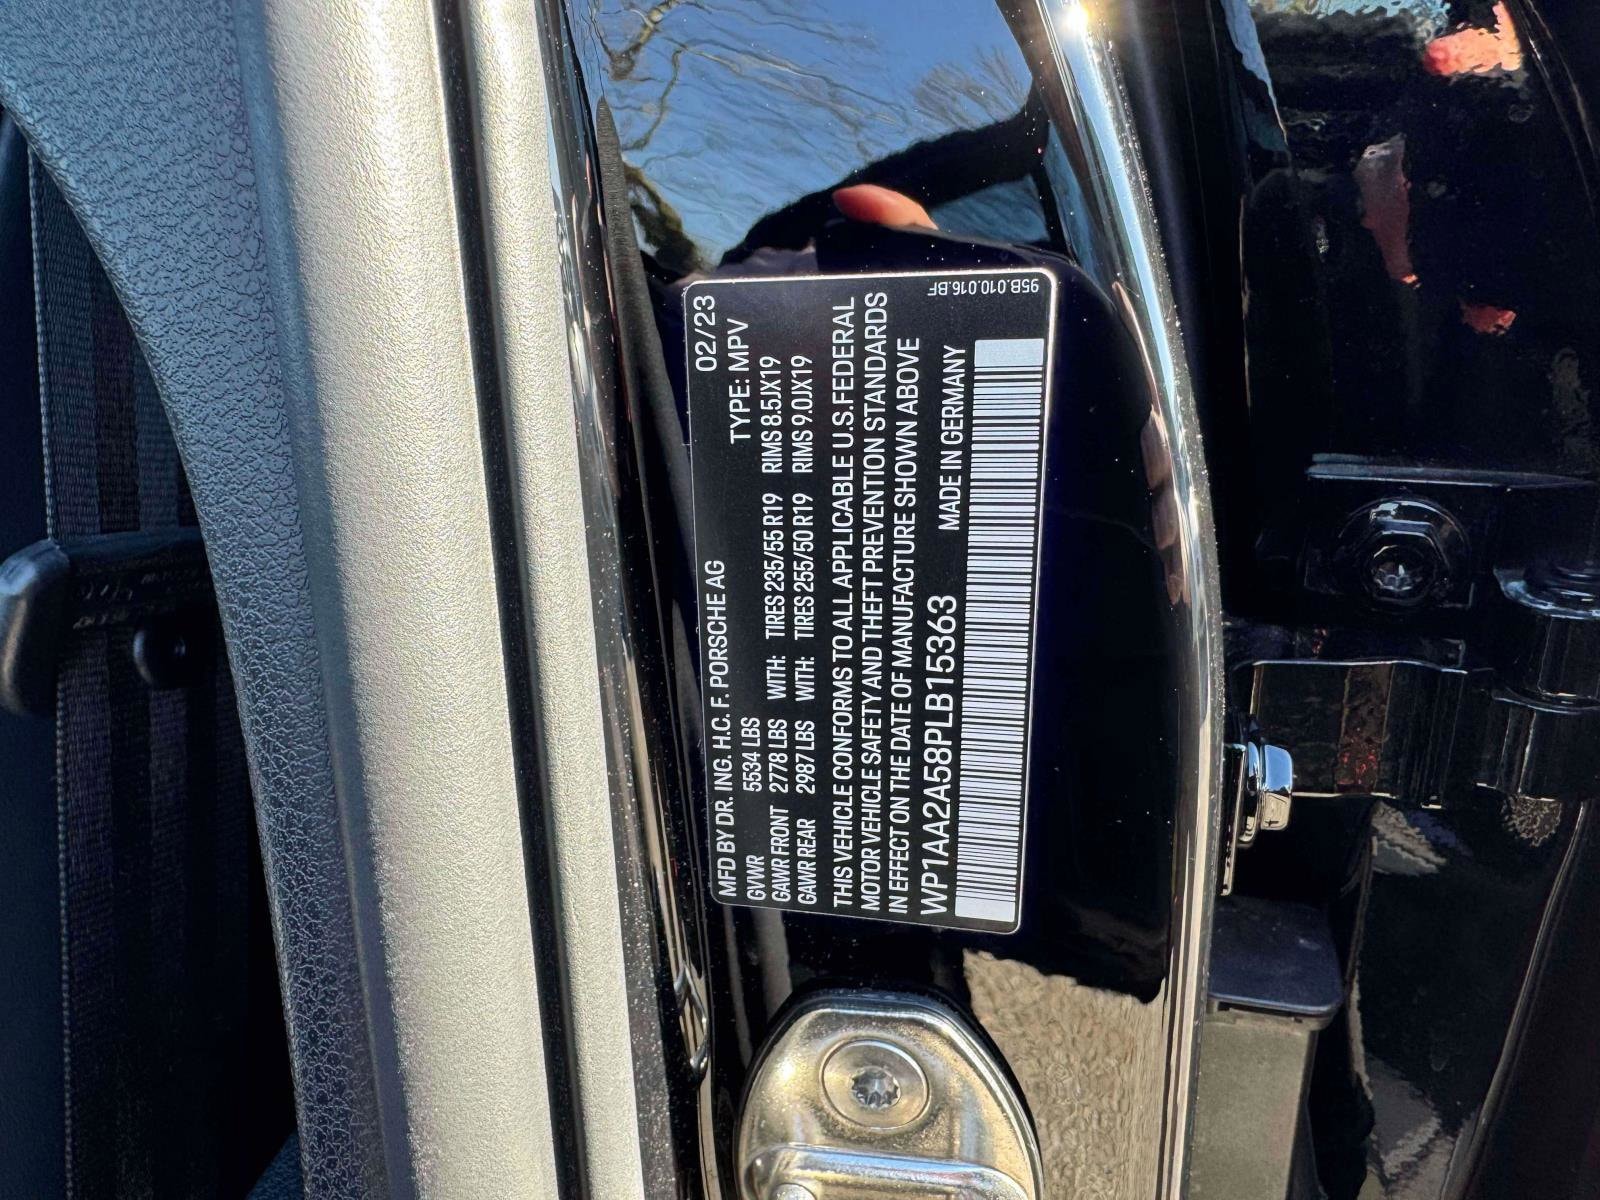 02/23
MFD BY DR. ING. H.C. F. PORSCHE AG
TYPE: MPV
GVWR 5534 LBS
GAWR FRONT 2778 LBS WITH: TIRES 235/55 R19 RIMS 8.5JX19
GAWR REAR 2987 LBS WITH: TIRES 255/50 R19 RIMS 9.0JX19
THIS VEHICLE CONFORMS TO ALL APPLICABLE U.S.FEDERAL
MOTOR VEHICLE SAFETY AND THEFT PREVENTION STANDARDS
IN EFFECT ON THE DATE OF MANUFACTURE SHOWN ABOVE
WP1AA2A58PLB15363 MADE IN GERMANY
95B.010.016.BF